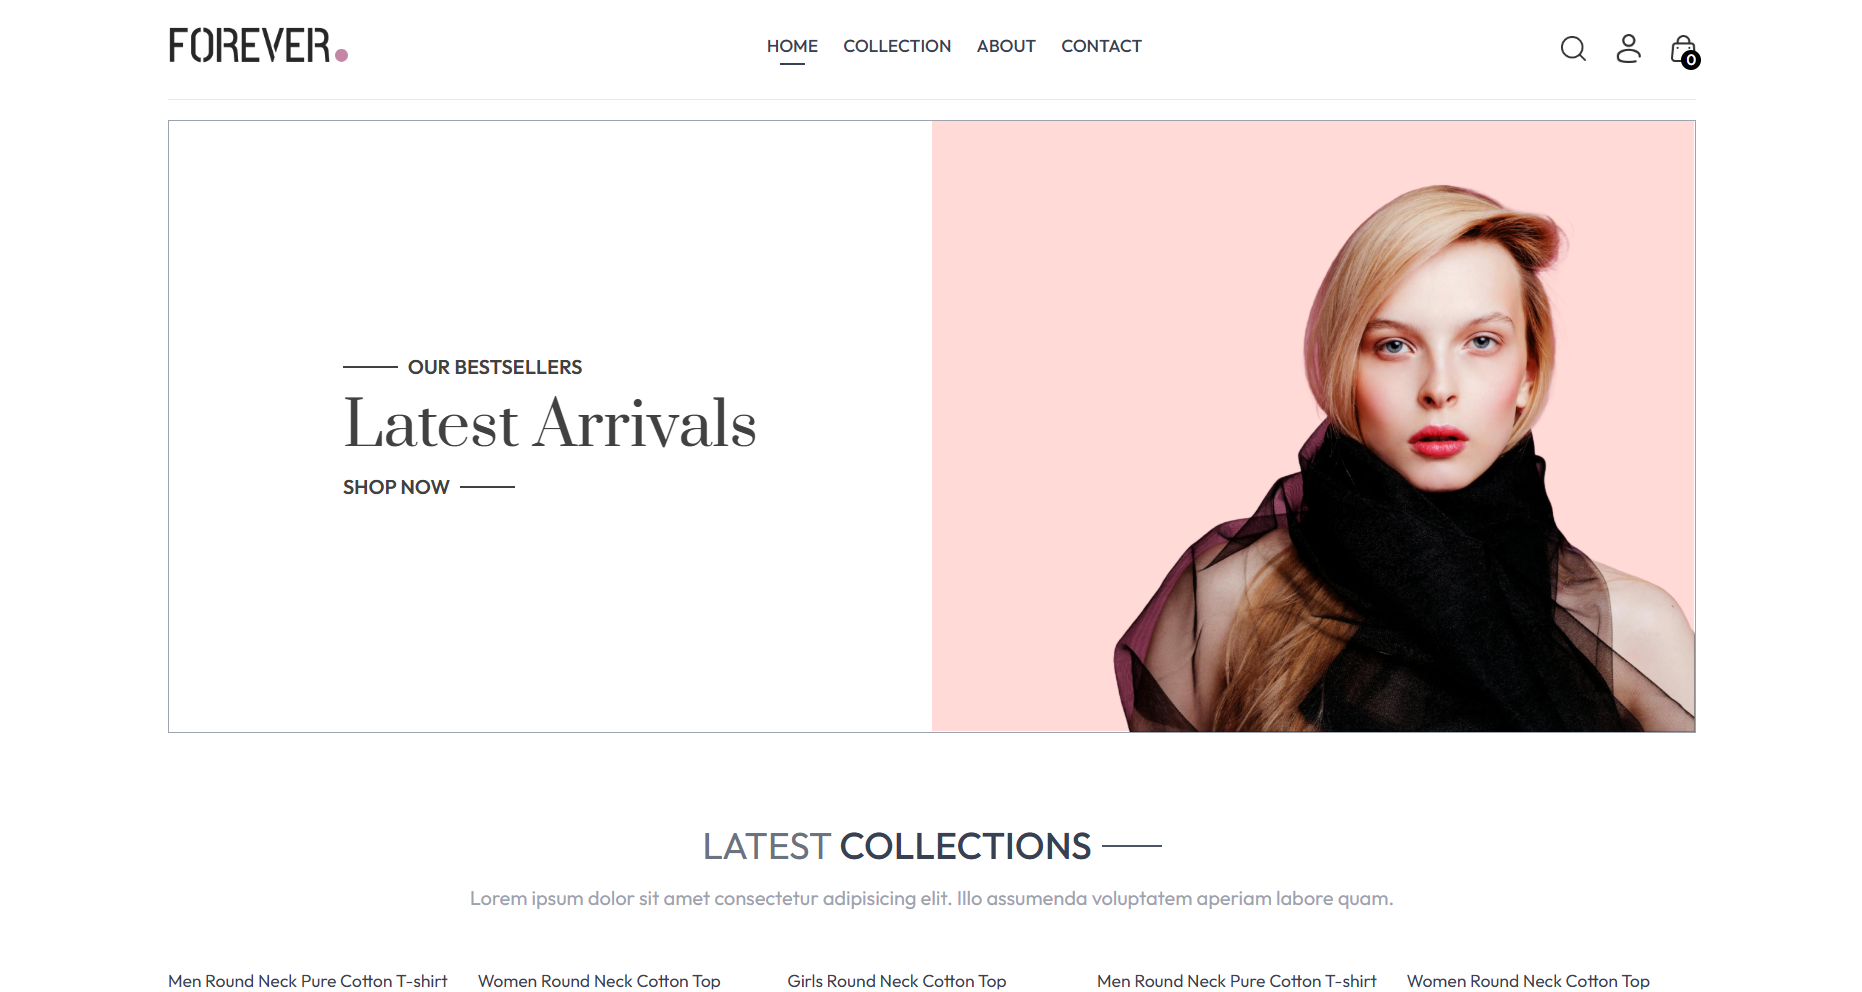 FOREVER.
HOME COLLECTION ABOUT CONTACT
0
OUR BESTSELLERS
Latest Arrivals
SHOP NOW
LATEST COLLECTIONS
Lorem ipsum dolor sit amet consectetur adipisicing elit. Illo assumenda voluptatem aperiam labore quam.
Men Round Neck Pure Cotton T-shirt Women Round Neck Cotton Top Girls Round Neck Cotton Top Men Round Neck Pure Cotton T-shirt Women Round Neck Cotton Top